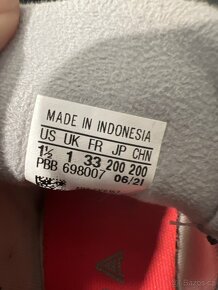 MADE IN INDONESIA
US UK FR JP CHN
1½ 1 33 200 200
PBB 698007 06/21